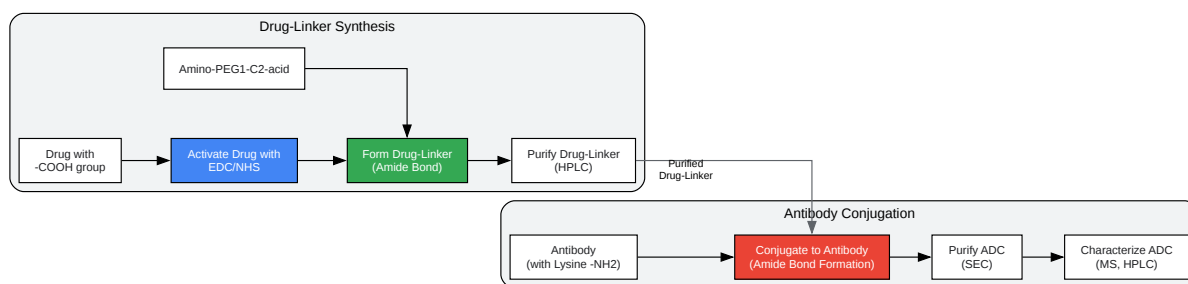 Drug-Linker Synthesis
Amino-PEG1-C2-acid
Drug with
-COOH group
Activate Drug with
EDC/NHS
Form Drug-Linker
(Amide Bond)
Purify Drug-Linker
(HPLC)
Purified
Drug-Linker
Antibody Conjugation
Antibody
(with Lysine -NH2)
Conjugate to Antibody
(Amide Bond Formation)
Purify ADC
(SEC)
Characterize ADC
(MS, HPLC)